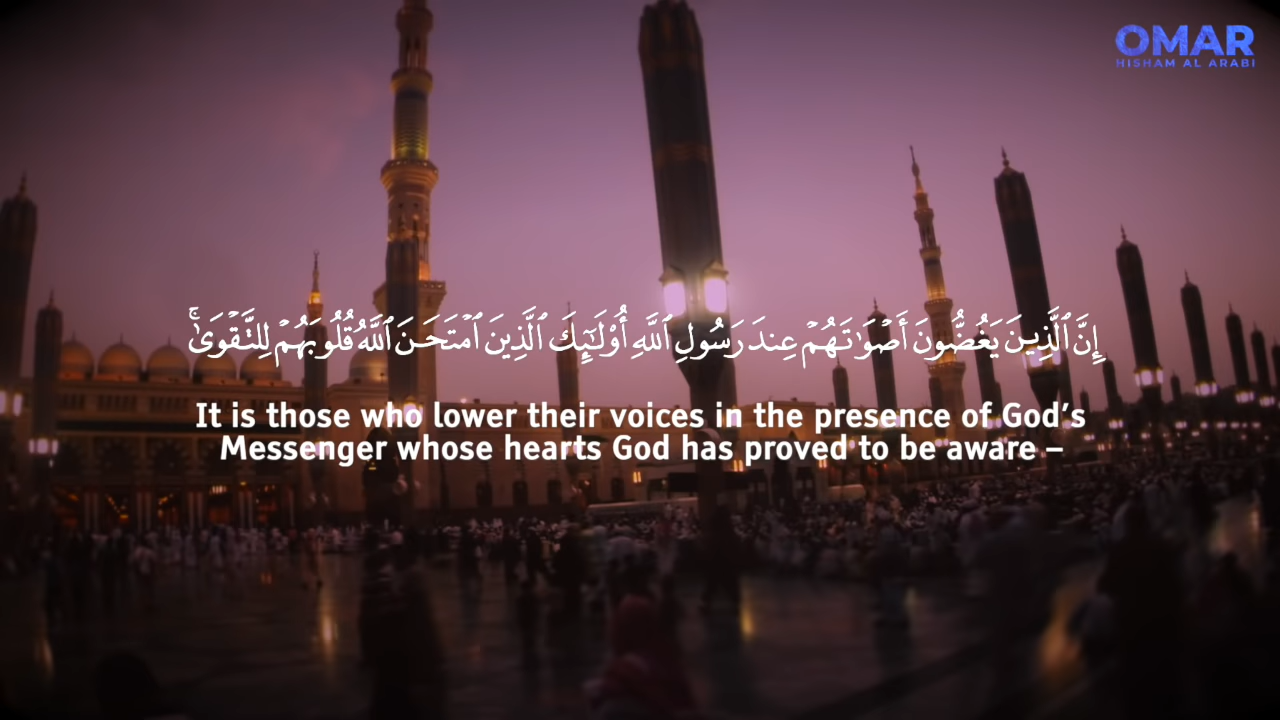 OMAR
HISHAM AL ARABI
إِنَّ ٱلَّذِينَ يَغُضُّونَ أَصْوَٰتَهُمْ عِندَ رَسُولِ ٱللَّهِ أُو۟لَٰٓئِكَ ٱلَّذِينَ ٱمْتَحَنَ ٱللَّهُ قُلُوبَهُمْ لِلتَّقْوَىٰ ۚ
It is those who lower their voices in the presence of God’s
Messenger whose hearts God has proved to be aware –